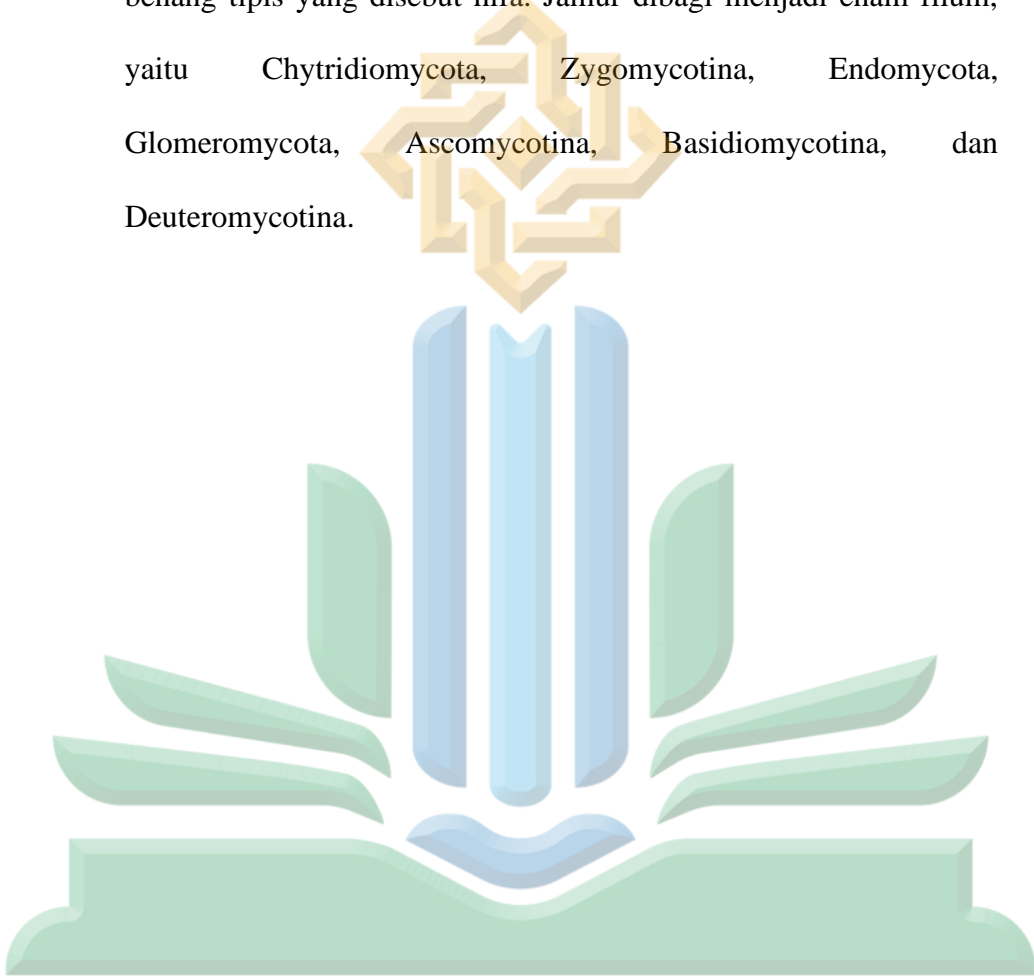 benang tipis yang disebut hifa. Jamur dibagi menjadi enam filum,
yaitu Chytridiomycota, Zygomycotina, Endomycota,
Glomeromycota, Ascomycotina, Basidiomycotina, dan
Deuteromycotina.